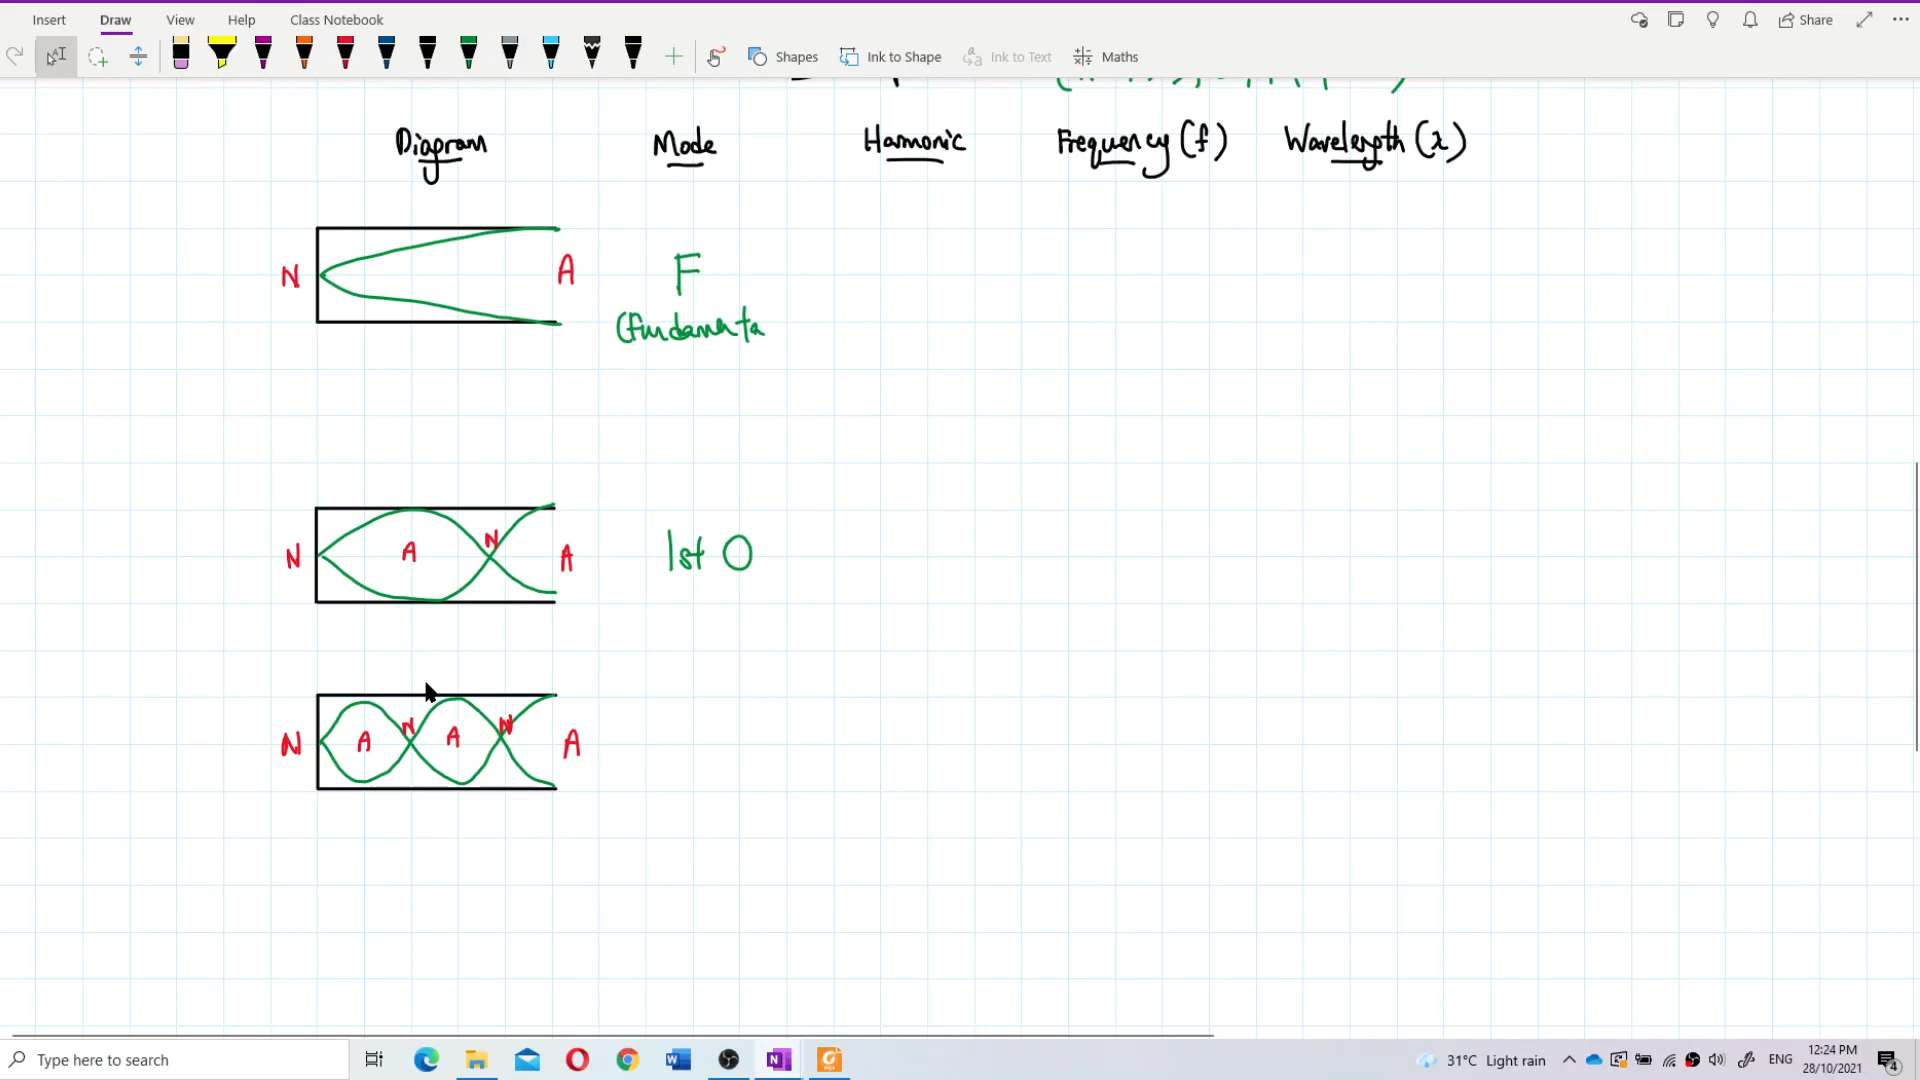 Insert Draw View Help Class Notebook Share
Shapes Ink to Shape Ink to Text Maths
Diagram Mode Harmonic Frequency (f) Wavelength (λ)
N A F
(fundamenta
N A N A 1st O
N A N A N A
Type here to search 31°C Light rain ENG 12:24 PM
28/10/2021 4